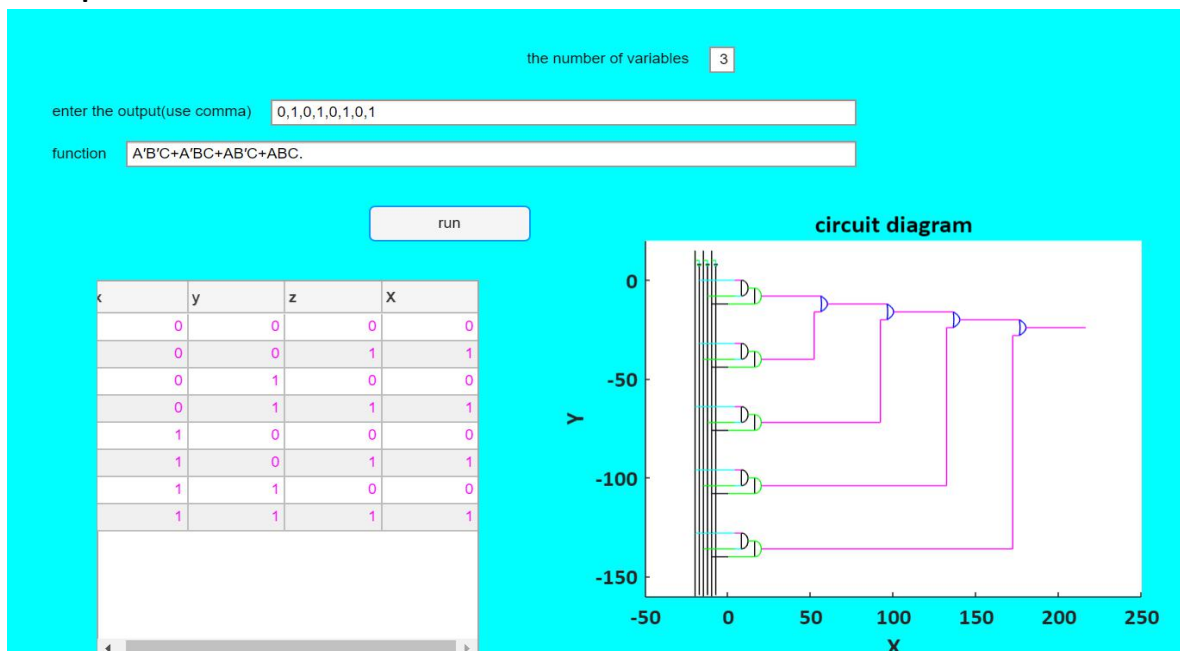 the number of variables 3
enter the output(use comma) 0,1,0,1,0,1,0,1
function A'B'C+A'BC+AB'C+ABC.
run
x y z X
0 0 0 0
0 0 1 1
0 1 0 0
0 1 1 1
1 0 0 0
1 0 1 1
1 1 0 0
1 1 1 1
circuit diagram
0
-50
-100
-150
Y
-50 0 50 100 150 200 250
X